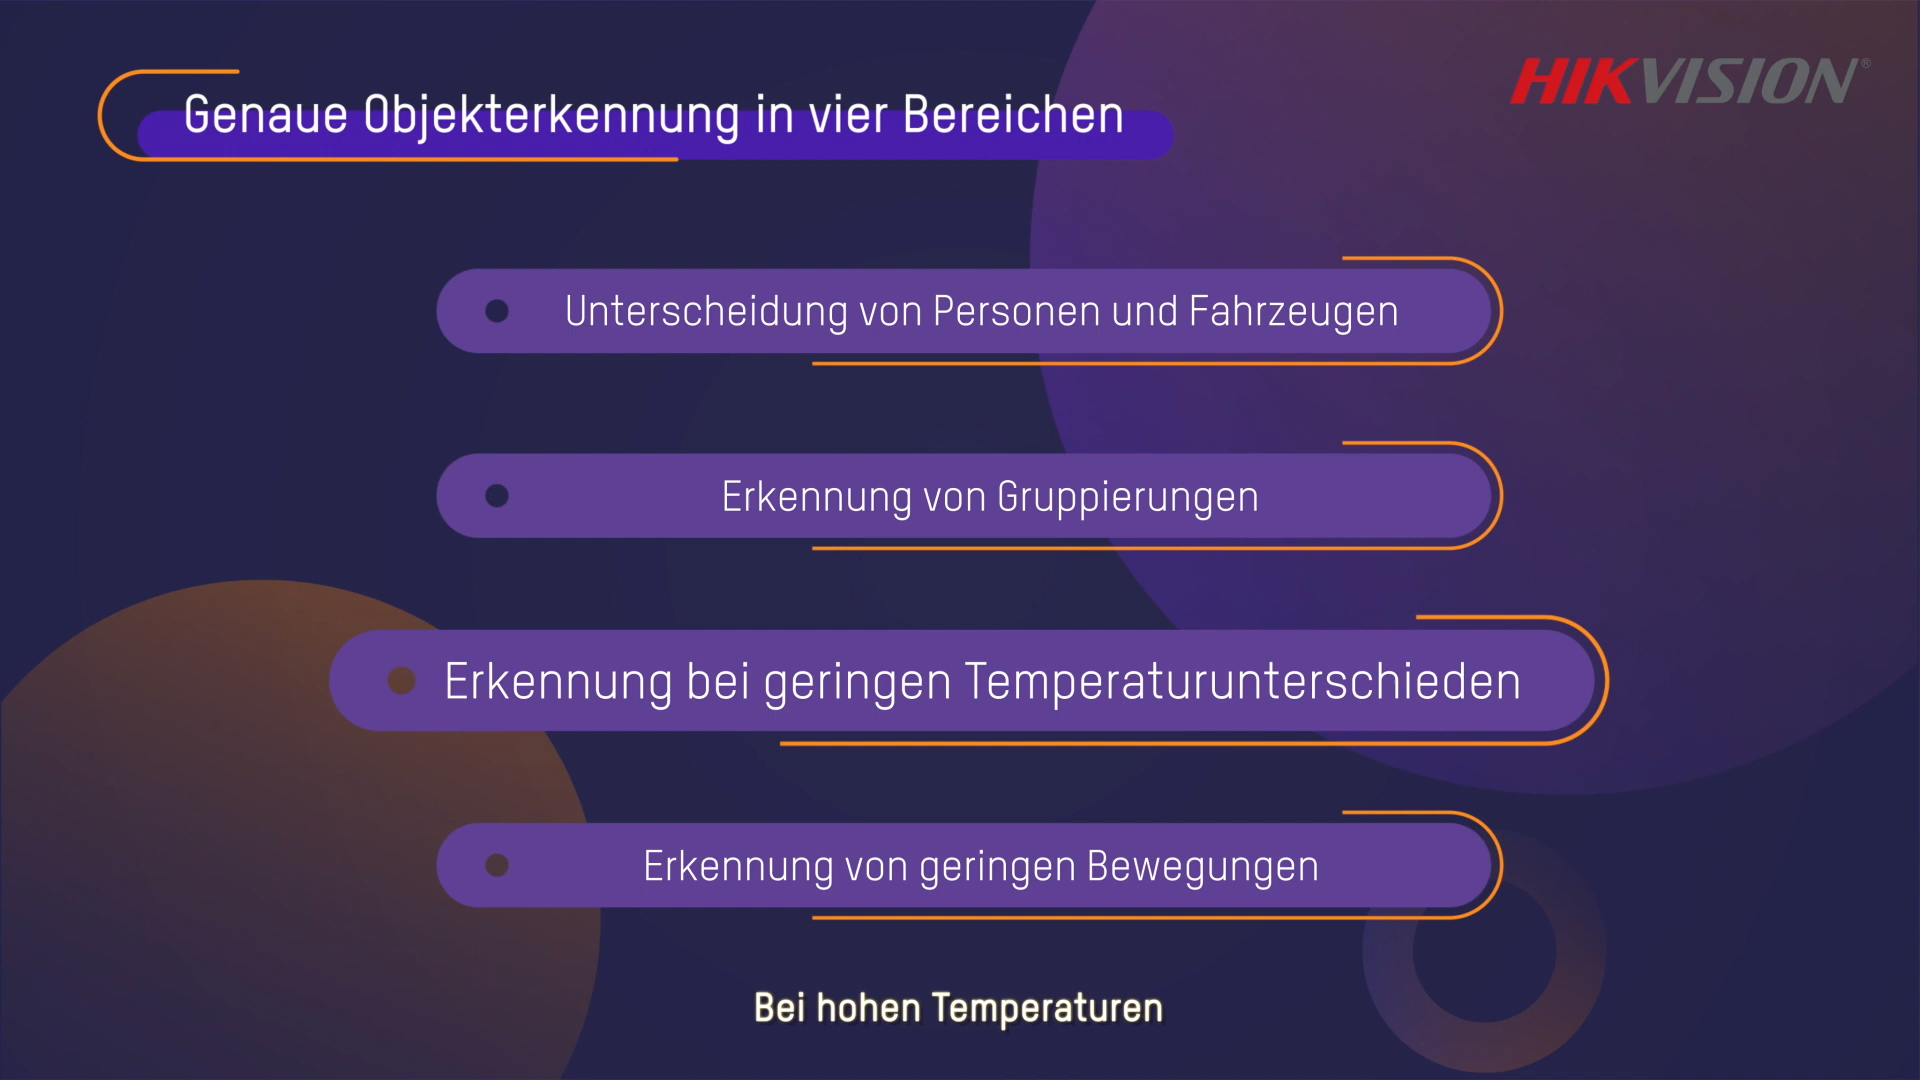 Genaue Objekterkennung in vier Bereichen
HIKVISION®
Unterscheidung von Personen und Fahrzeugen
Erkennung von Gruppierungen
Erkennung bei geringen Temperaturunterschieden
Erkennung von geringen Bewegungen
Bei hohen Temperaturen